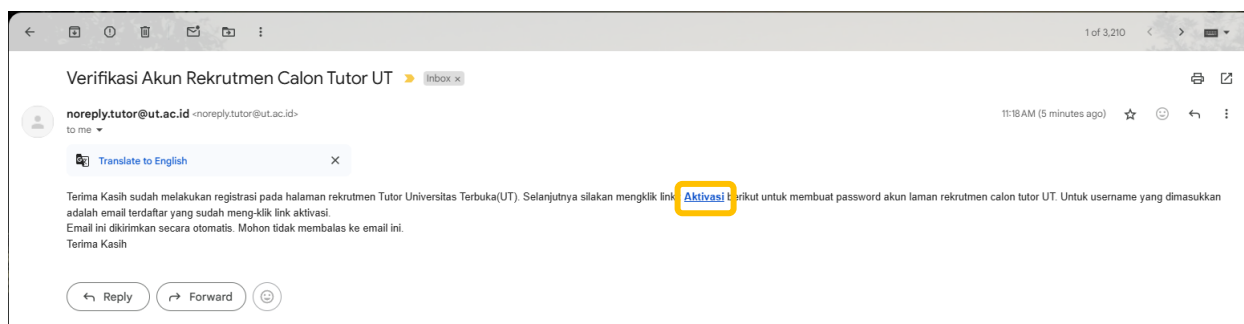 1 of 3,210
Verifikasi Akun Rekrutmen Calon Tutor UT Inbox ×
noreply.tutor@ut.ac.id <noreply.tutor@ut.ac.id> 11:18 AM (5 minutes ago)
to me
Translate to English ×
Terima Kasih sudah melakukan registrasi pada halaman rekrutmen Tutor Universitas Terbuka(UT). Selanjutnya silakan mengklik link Aktivasi berikut untuk membuat password akun laman rekrutmen calon tutor UT. Untuk username yang dimasukkan
adalah email terdaftar yang sudah meng-klik link aktivasi.
Email ini dikirimkan secara otomatis. Mohon tidak membalas ke email ini.
Terima Kasih
Reply Forward